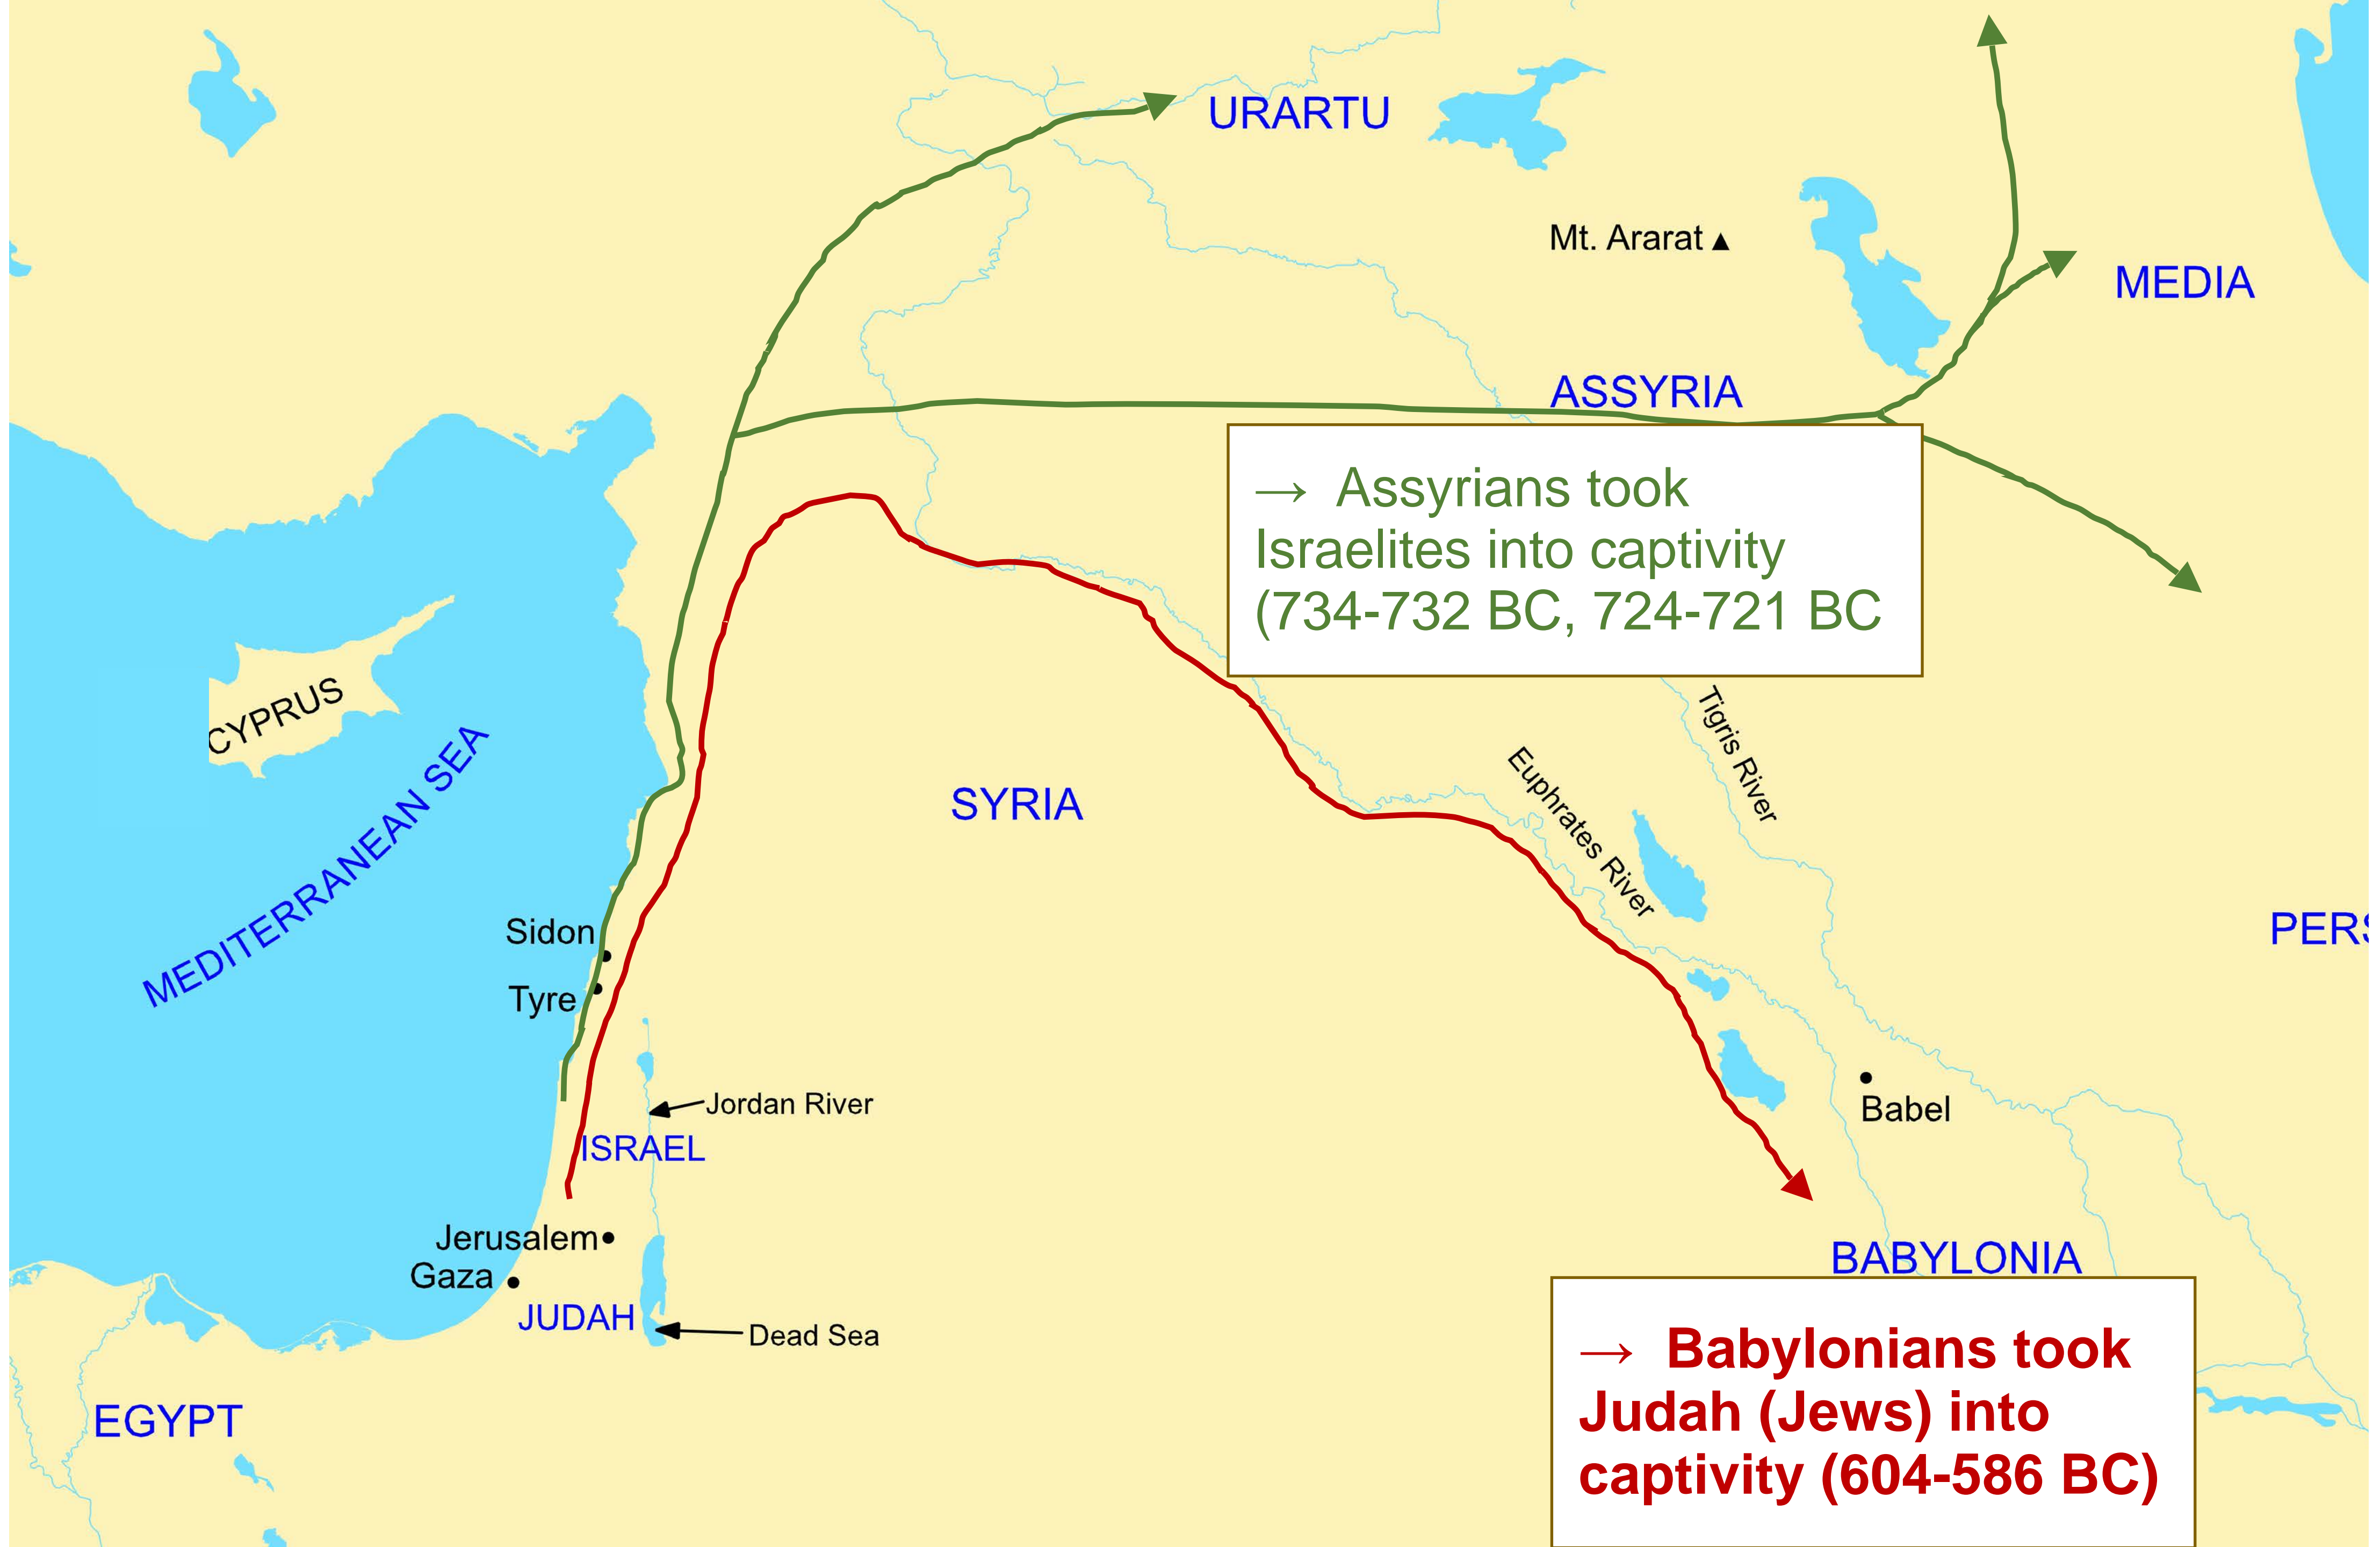 URARTU
Mt. Ararat
MEDIA
ASSYRIA
→ Assyrians took
Israelites into captivity
(734-732 BC, 724-721 BC
CYPRUS
MEDITERRANEAN SEA
SYRIA
Tigris River
Euphrates River
PERS
Sidon
Tyre
Jordan River
Babel
ISRAEL
Jerusalem
Gaza
BABYLONIA
JUDAH
Dead Sea
→ Babylonians took
Judah (Jews) into
captivity (604-586 BC)
EGYPT